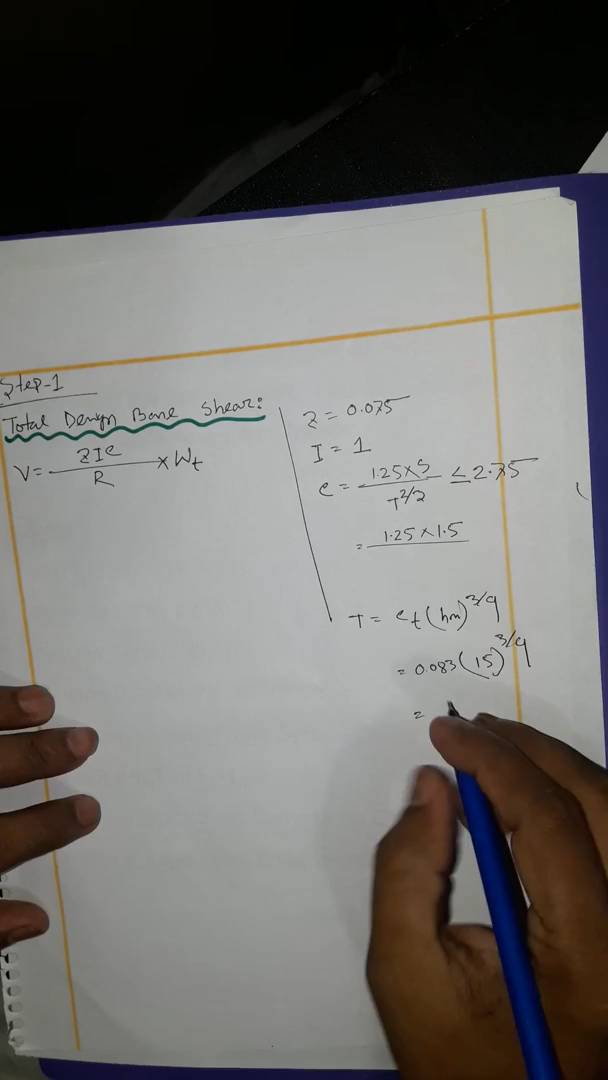 Step-1
Total Design Base Shear:
V = ZIC / R × Wt
Z = 0.075
I = 1
C = 1.25×S / T^2/2 ≤ 2.75
= 1.25×1.5
T = Ct (hn)^3/4
= 0.083 (15)^3/4
=